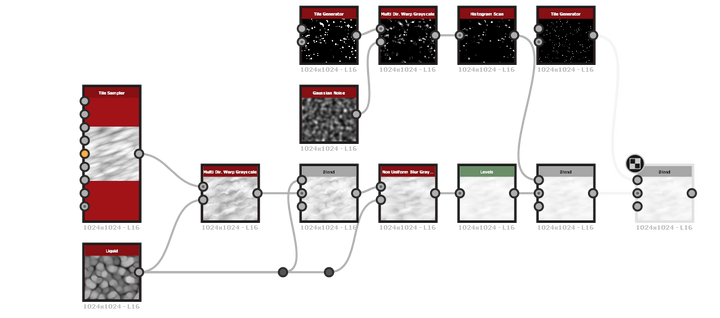 Tile Generator
Multi Dir. Warp Grayscale
Histogram Scan
Tile Generator
1024x1024 - L16
1024x1024 - L16
1024x1024 - L16
1024x1024 - L16
Tile Sampler
Gaussian Noise
1024x1024 - L16
Multi Dir. Warp Grayscale
Blend
Non Uniform Blur Gray...
Levels
Blend
Blend
1024x1024 - L16
1024x1024 - L16
1024x1024 - L16
1024x1024 - L16
1024x1024 - L16
1024x1024 - L16
1024x1024 - L16
Liquid
1024x1024 - L16